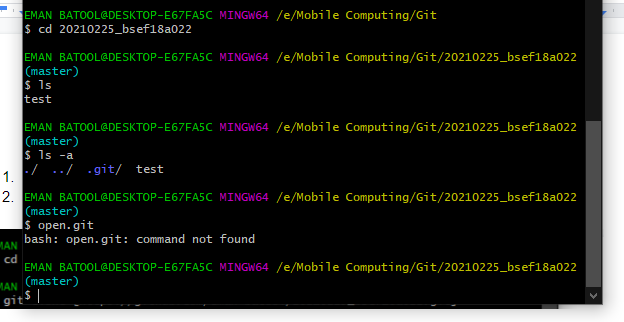 EMAN BATOOL@DESKTOP-E67FA5C MINGW64 /e/Mobile Computing/Git
$ cd 20210225_bsef18a022
EMAN BATOOL@DESKTOP-E67FA5C MINGW64 /e/Mobile Computing/Git/20210225_bsef18a022
(master)
$ ls
test
EMAN BATOOL@DESKTOP-E67FA5C MINGW64 /e/Mobile Computing/Git/20210225_bsef18a022
(master)
$ ls -a
./ ../ .git/ test
1.
2.
EMAN BATOOL@DESKTOP-E67FA5C MINGW64 /e/Mobile Computing/Git/20210225_bsef18a022
(master)
$ open.git
bash: open.git: command not found
EMAN BATOOL@DESKTOP-E67FA5C MINGW64 /e/Mobile Computing/Git/20210225_bsef18a022
(master)
$
MAN
cd
MAN
git